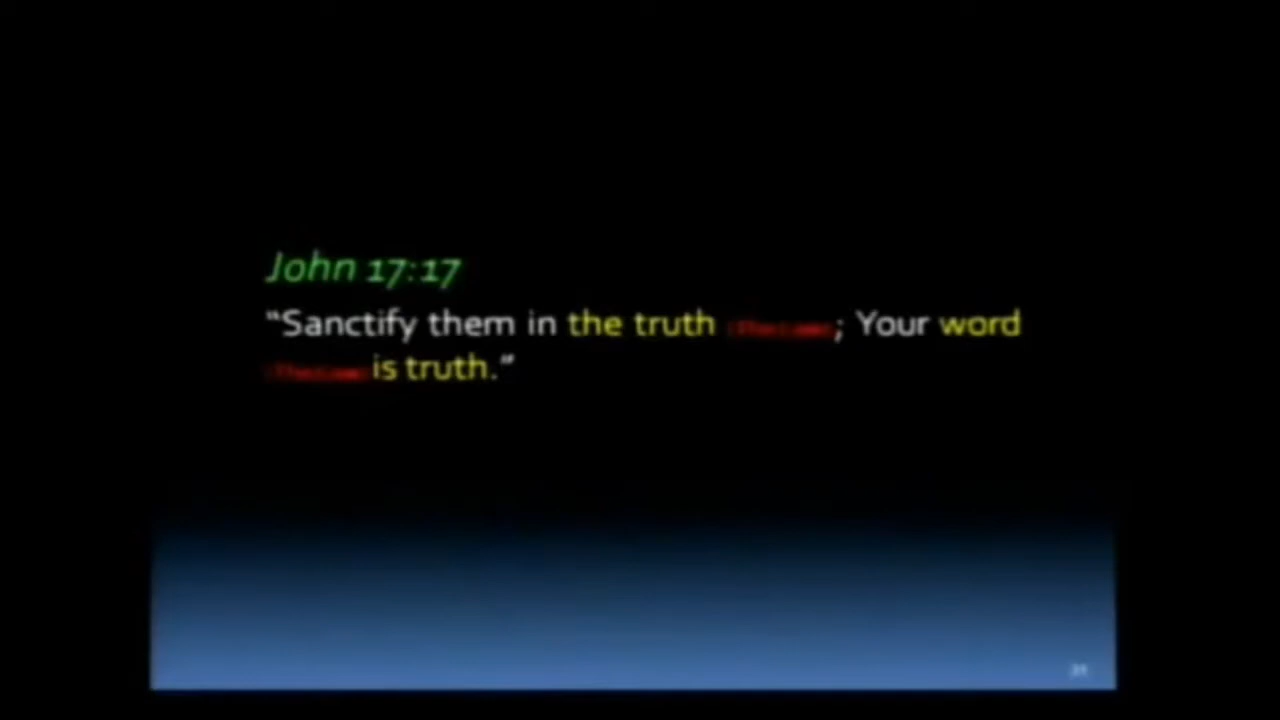 John 17:17
“Sanctify them in the truth ; Your word
is truth.”